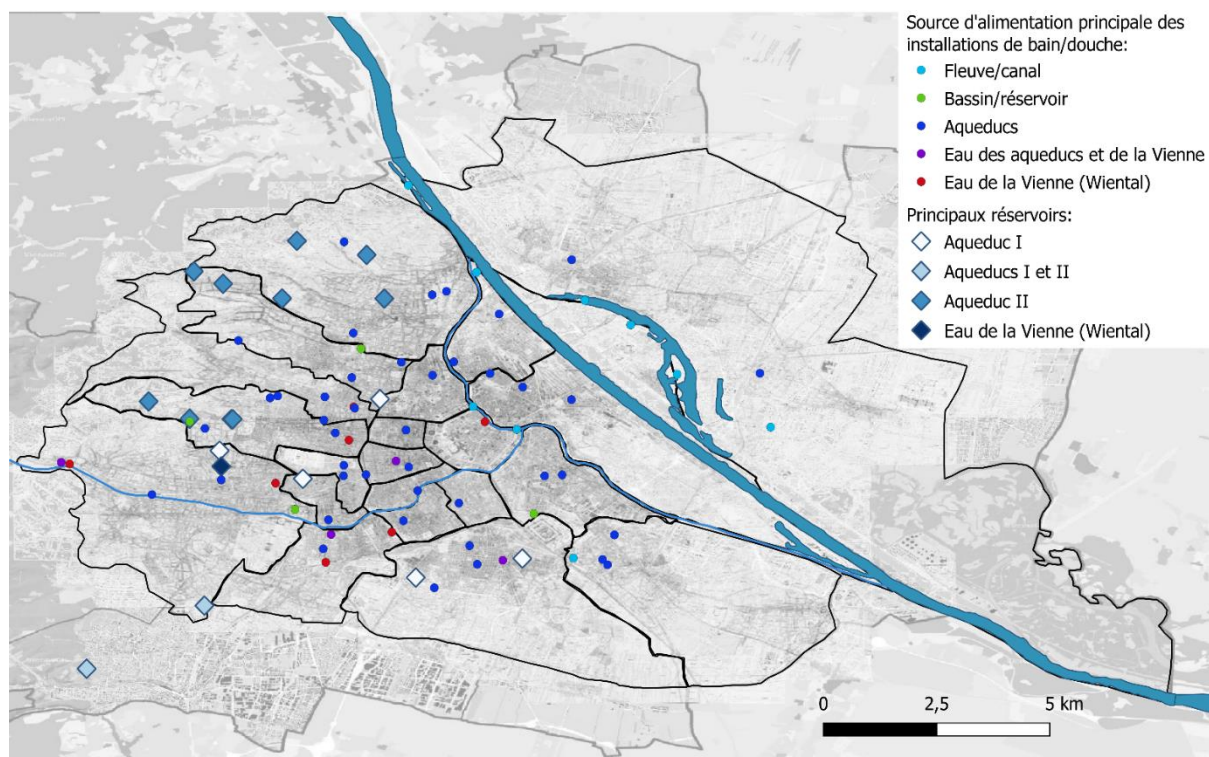 Source d'alimentation principale des
installations de bain/douche:
Fleuve/canal
Bassin/réservoir
Aqueducs
Eau des aqueducs et de la Vienne
Eau de la Vienne (Wiental)
Principaux réservoirs:
Aqueduc I
Aqueducs I et II
Aqueduc II
Eau de la Vienne (Wiental)
0 2,5 5 km